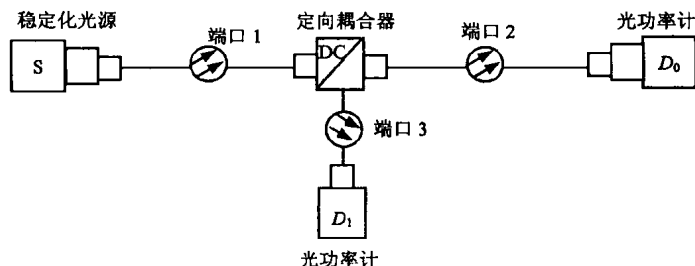 稳定化光源
S
端口 1
定向耦合器
DC
端口 2
光功率计
D₀
端口 3
D₁
光功率计